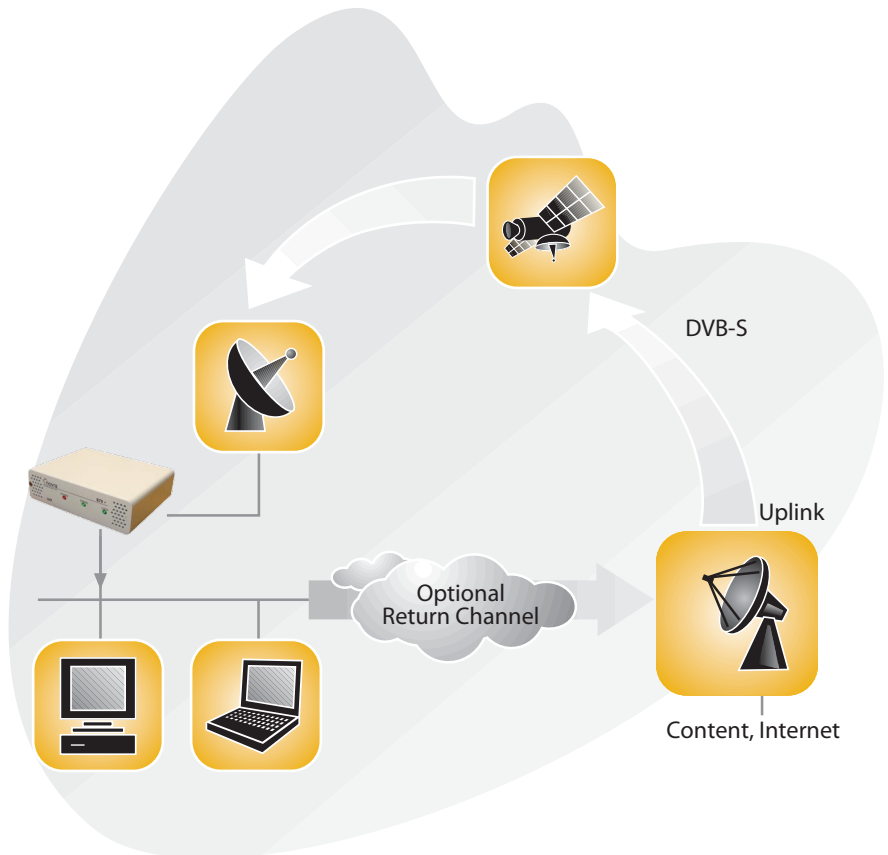 DVB-S
Uplink
Optional
Return Channel
Content, Internet